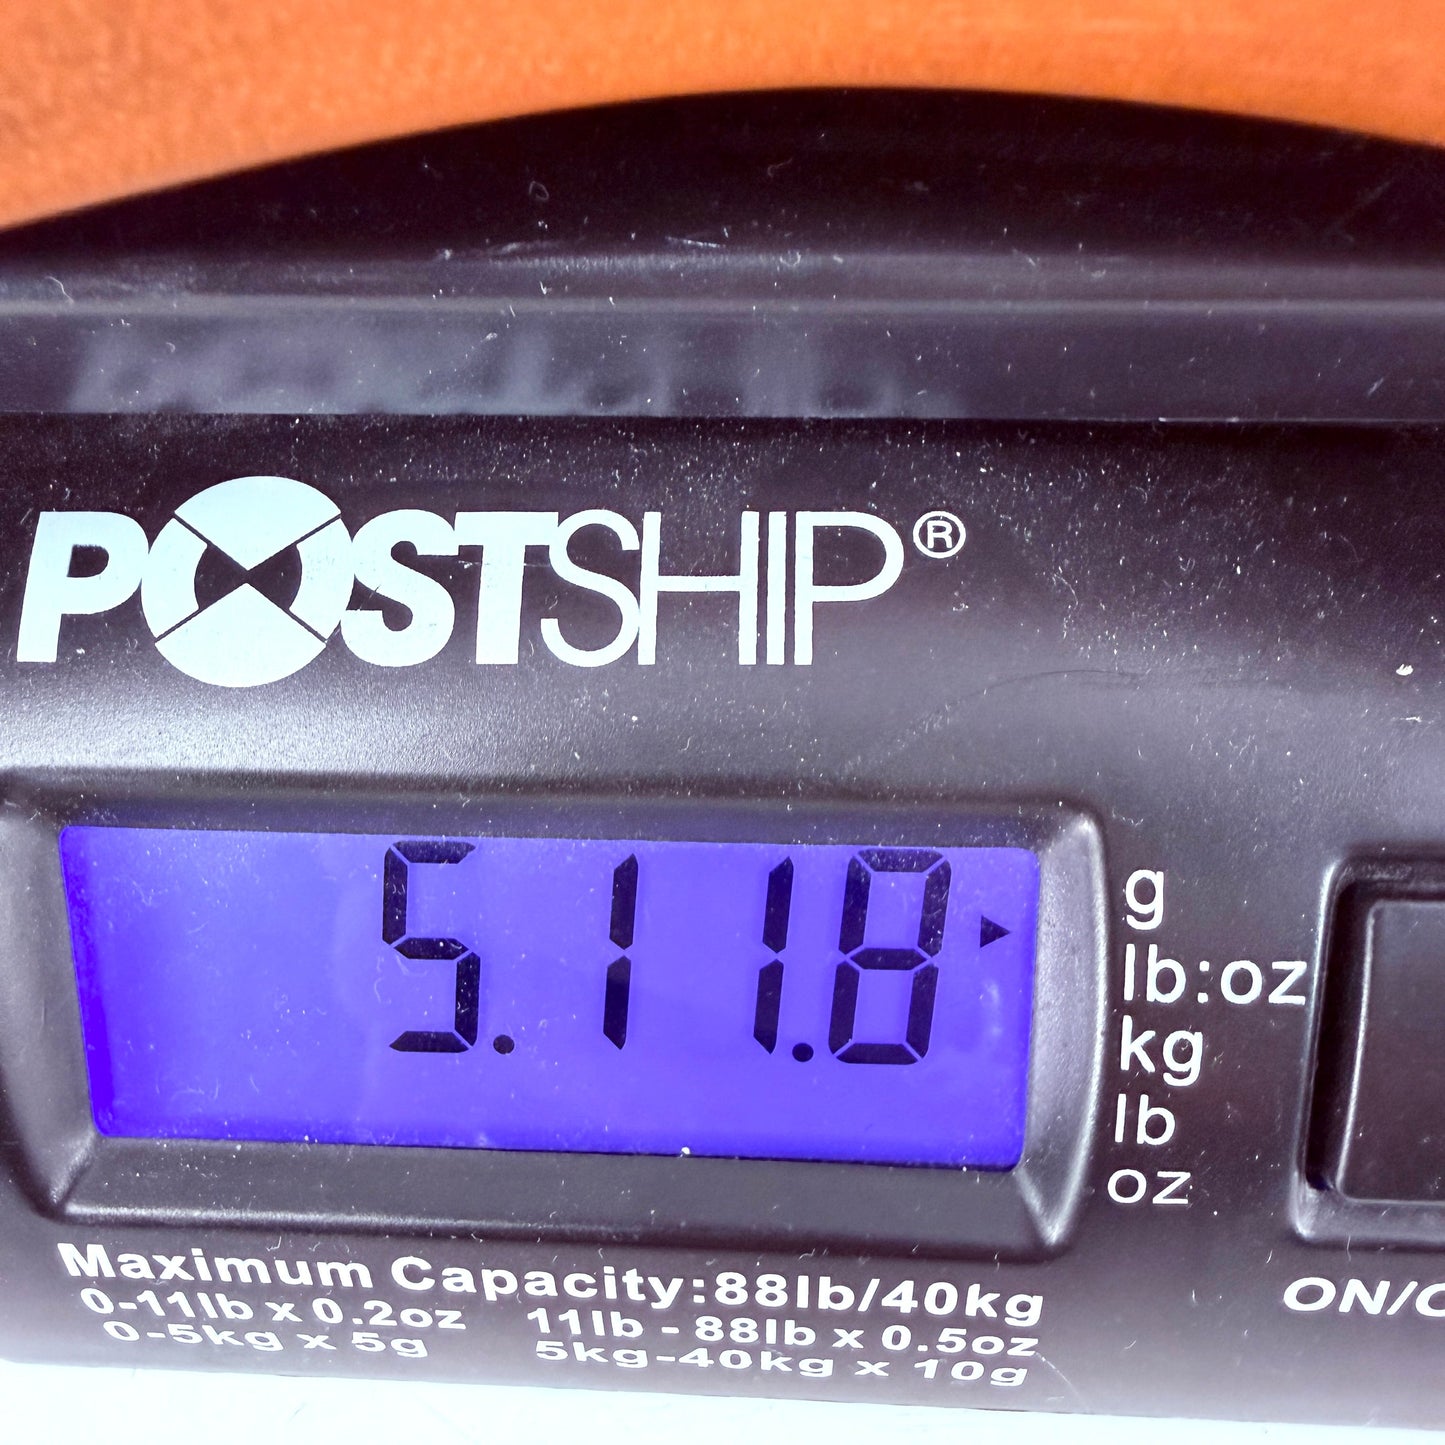 POSTSHIP®
5.11.8
g
lb:oz
kg
lb
oz
Maximum Capacity:88lb/40kg
0-11lb x 0.2oz 11lb - 88lb x 0.5oz
0-5kg x 5g 5kg-40kg x 10g
ON/